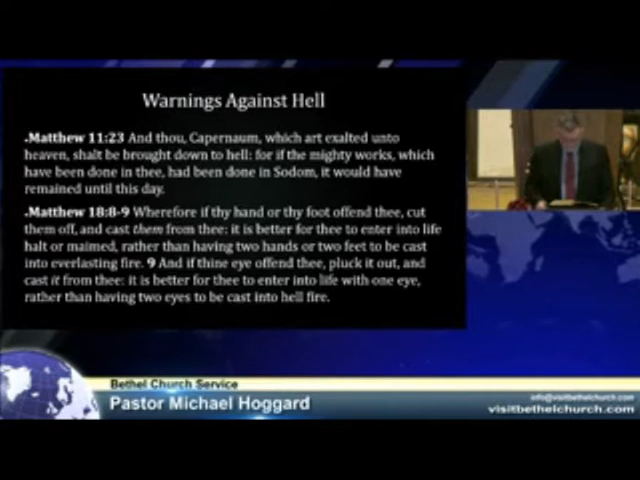 Warnings Against Hell
.Matthew 11:23 And thou, Capernaum, which art exalted unto
heaven, shalt be brought down to hell: for if the mighty works, which
have been done in thee, had been done in Sodom, it would have
remained until this day.
.Matthew 18:8-9 Wherefore if thy hand or thy foot offend thee, cut
them off, and cast them from thee: it is better for thee to enter into life
halt or maimed, rather than having two hands or two feet to be cast
into everlasting fire. 9 And if thine eye offend thee, pluck it out, and
cast it from thee: it is better for thee to enter into life with one eye,
rather than having two eyes to be cast into hell fire.
Bethel Church Service
Pastor Michael Hoggard
info@visitbethelchurch.com
visitbethelchurch.com